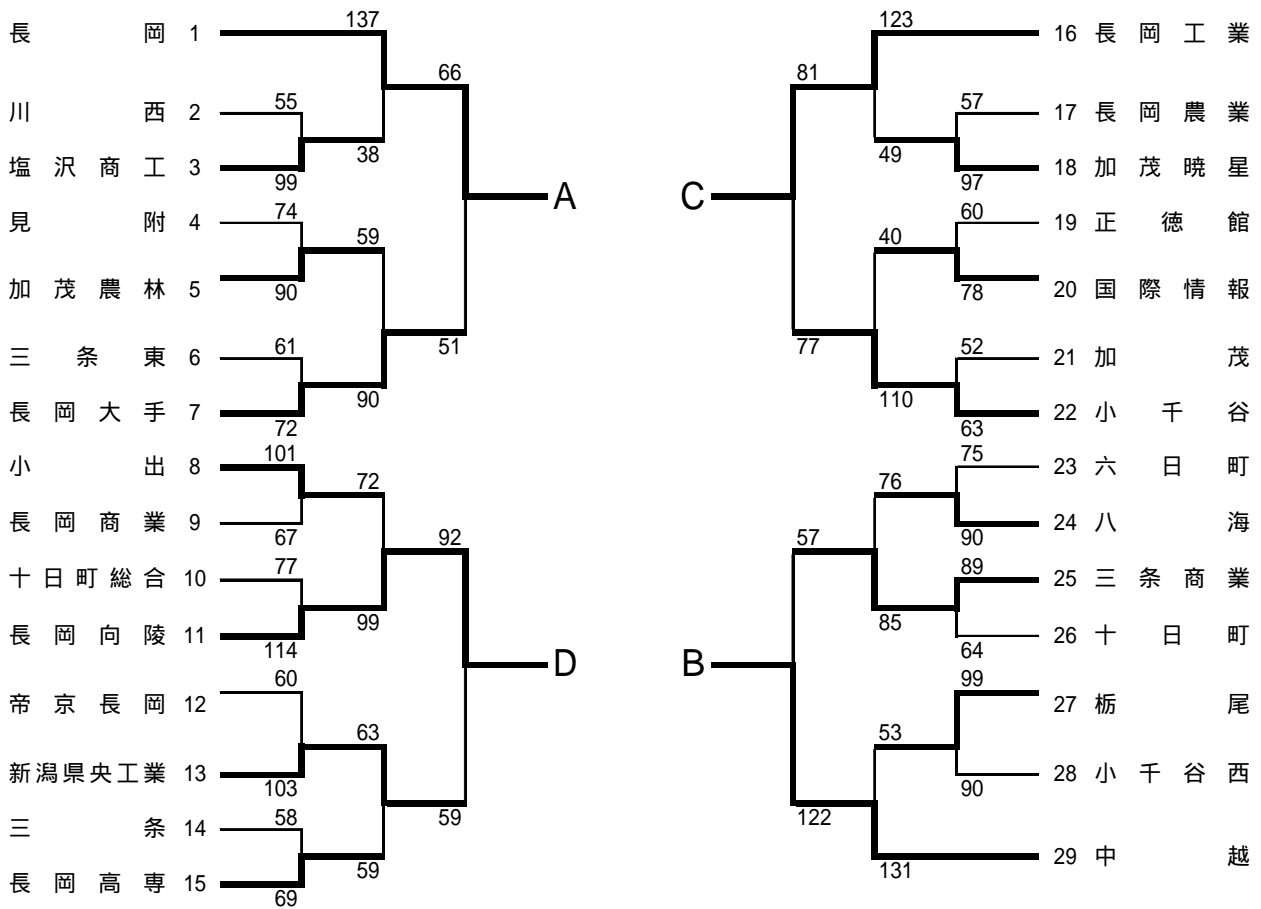 137
長岡 1
66
川西 2
55
塩沢商工 3
38
99
A
見附 4
74
59
加茂農林 5
90
三条東 6
61
51
長岡大手 7
90
72
小出 8
101
72
長岡商業 9
67
92
十日町総合 10
77
長岡向陵 11
99
114
D
帝京長岡 12
60
63
新潟県央工業 13
103
三条 14
58
59
長岡高専 15
59
69
123
16 長岡工業
81
57
17 長岡農業
49
18 加茂暁星
97
C
60
19 正徳館
40
20 国際情報
78
77
52
21 加茂
110
22 小千谷
63
75
23 六日町
76
24 八海
90
57
89
25 三条商業
85
26 十日町
64
B
99
27 栃尾
53
28 小千谷西
90
122
29 中越
131